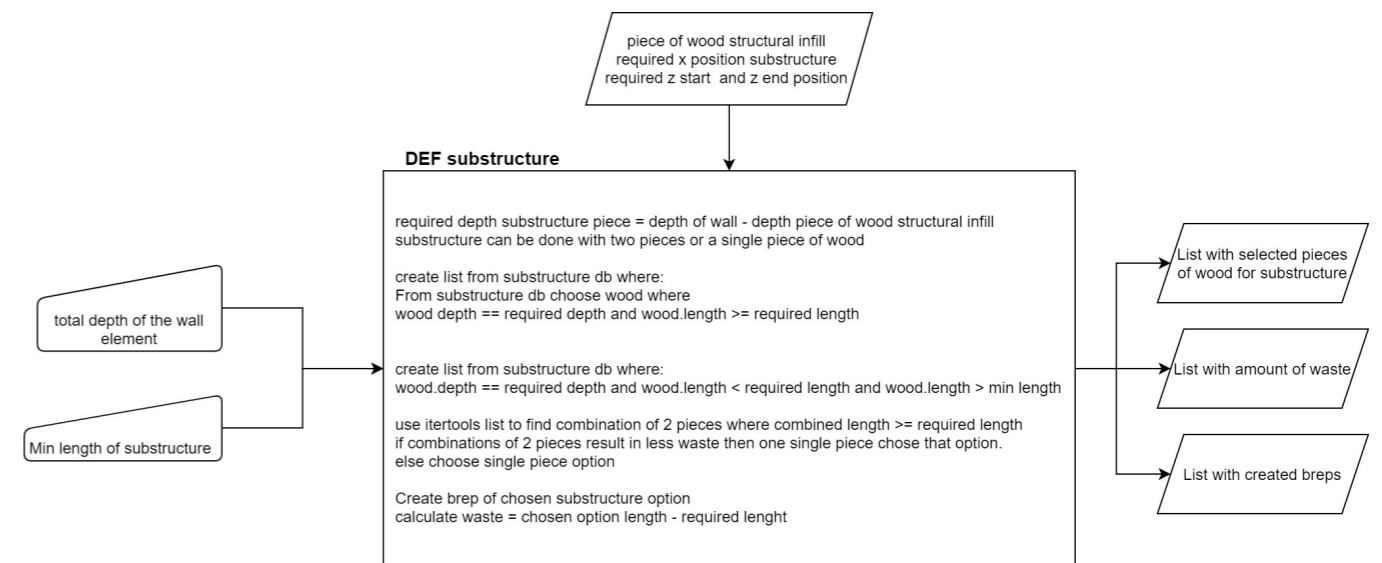 piece of wood structural infill
required x position substructure
required z start and z end position
DEF substructure
required depth substructure piece = depth of wall - depth piece of wood structural infill
substructure can be done with two pieces or a single piece of wood
create list from substructure db where:
From substructure db choose wood where
wood depth == required depth and wood.length >= required length
create list from substructure db where:
wood.depth == required depth and wood.length < required length and wood.length > min length
use itertools list to find combination of 2 pieces where combined length >= required length
if combinations of 2 pieces result in less waste then one single piece chose that option.
else choose single piece option
Create brep of chosen substructure option
calculate waste = chosen option length - required lenght
total depth of the wall
element
Min length of substructure
List with selected pieces
of wood for substructure
List with amount of waste
List with created breps